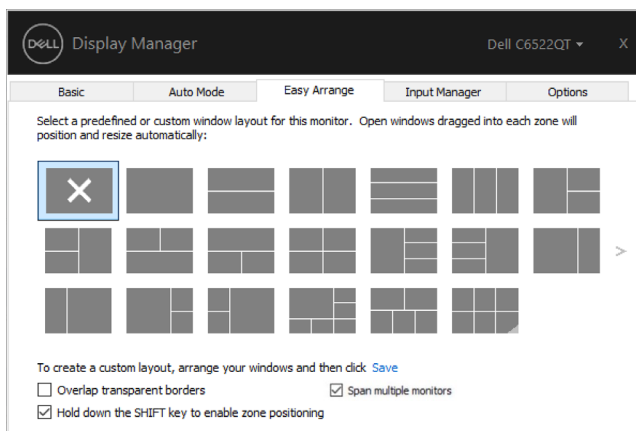 DELL Display Manager Dell C6522QT X
Basic Auto Mode Easy Arrange Input Manager Options
Select a predefined or custom window layout for this monitor. Open windows dragged into each zone will
position and resize automatically:
To create a custom layout, arrange your windows and then click Save
Overlap transparent borders Span multiple monitors
Hold down the SHIFT key to enable zone positioning